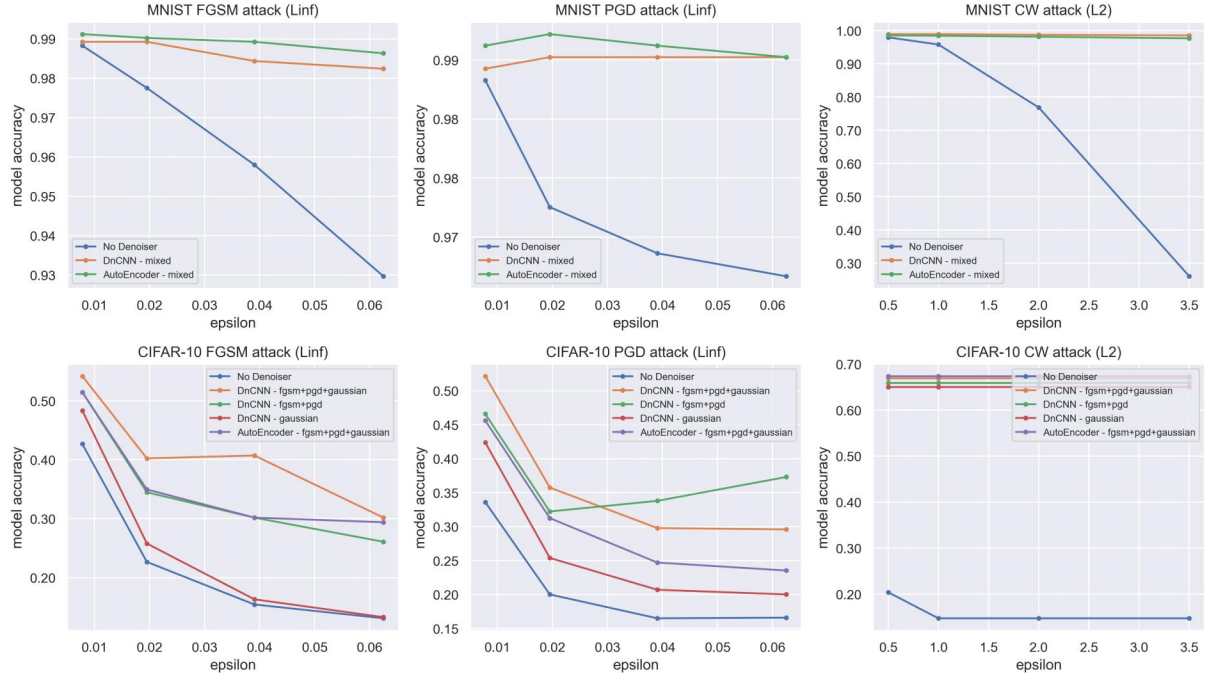 MNIST FGSM attack (Linf)
0.99
0.98
0.97
0.96
0.95
0.94
0.93
model accuracy
No Denoiser
DnCNN - mixed
AutoEncoder - mixed
0.01 0.02 0.03 0.04 0.05 0.06
epsilon
MNIST PGD attack (Linf)
0.99
0.98
0.98
0.97
model accuracy
No Denoiser
DnCNN - mixed
AutoEncoder - mixed
0.01 0.02 0.03 0.04 0.05 0.06
epsilon
MNIST CW attack (L2)
1.00
0.90
0.80
0.70
0.60
0.50
0.40
0.30
model accuracy
No Denoiser
DnCNN - mixed
AutoEncoder - mixed
0.5 1.0 1.5 2.0 2.5 3.0 3.5
epsilon
CIFAR-10 FGSM attack (Linf)
0.50
0.40
0.30
0.20
model accuracy
No Denoiser
DnCNN - fgsm+pgd+gaussian
DnCNN - fgsm+pgd
DnCNN - gaussian
AutoEncoder - fgsm+pgd+gaussian
0.01 0.02 0.03 0.04 0.05 0.06
epsilon
CIFAR-10 PGD attack (Linf)
0.50
0.45
0.40
0.35
0.30
0.25
0.20
0.15
model accuracy
No Denoiser
DnCNN - fgsm+pgd+gaussian
DnCNN - fgsm+pgd
DnCNN - gaussian
AutoEncoder - fgsm+pgd+gaussian
0.01 0.02 0.03 0.04 0.05 0.06
epsilon
CIFAR-10 CW attack (L2)
0.70
0.60
0.50
0.40
0.30
0.20
model accuracy
No Denoiser
DnCNN - fgsm+pgd+gaussian
DnCNN - fgsm+pgd
DnCNN - gaussian
AutoEncoder - fgsm+pgd+gaussian
0.5 1.0 1.5 2.0 2.5 3.0 3.5
epsilon